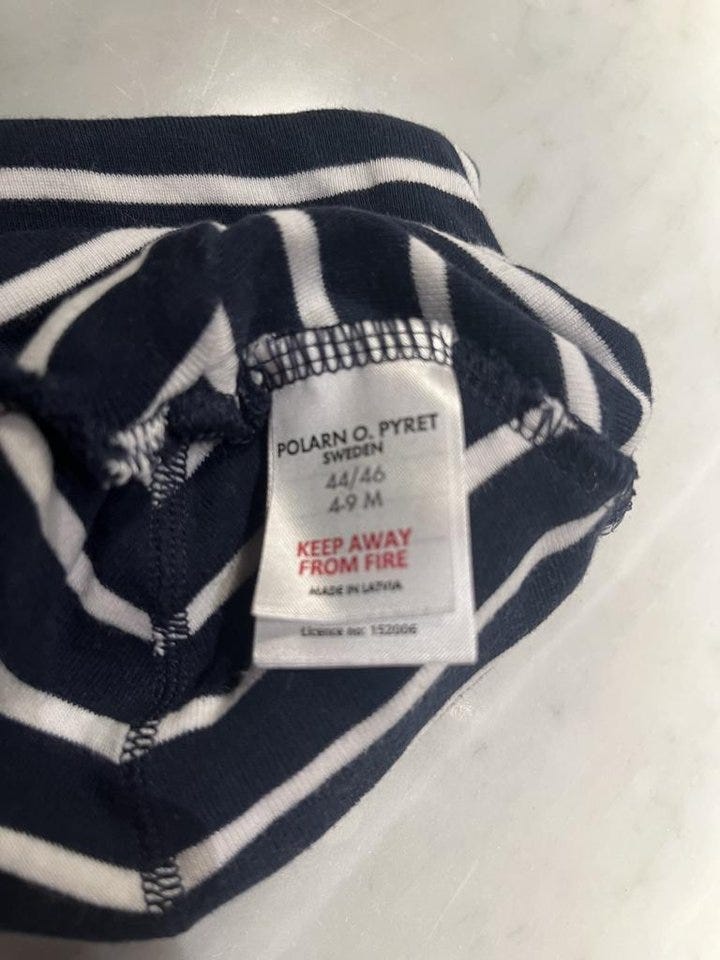 POLARN O. PYRET
SWEDEN
44/46
4-9 M
KEEP AWAY
FROM FIRE
MADE IN LATVIA
Licence no: 152006